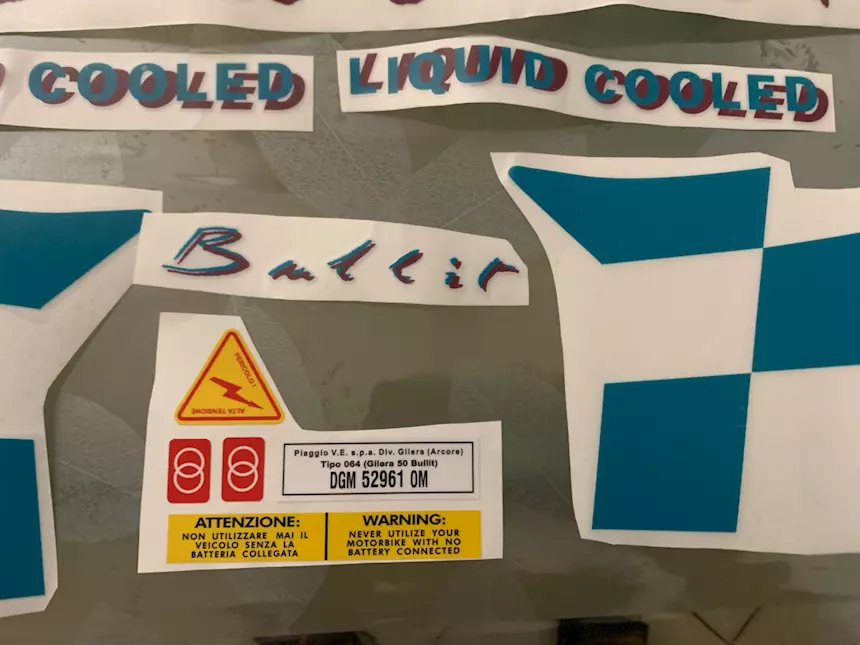 COOLED
LIQUID COOLED
Bullit
PERICOLO!
ALTA TENSIONE
Piaggio V.E. s.p.a. Div. Gilera (Arcore)
Tipo 064 (Gilera 50 Bullit)
DGM 52961 OM
ATTENZIONE:
NON UTILIZZARE MAI IL
VEICOLO SENZA LA
BATTERIA COLLEGATA
WARNING:
NEVER UTILIZE YOUR
MOTORBIKE WITH NO
BATTERY CONNECTED